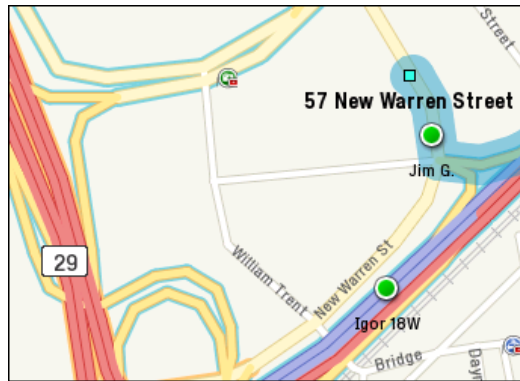 Street
57 New Warren Street
Jim G.
29
William Trent
New Warren St
Igor 18W
Bridge